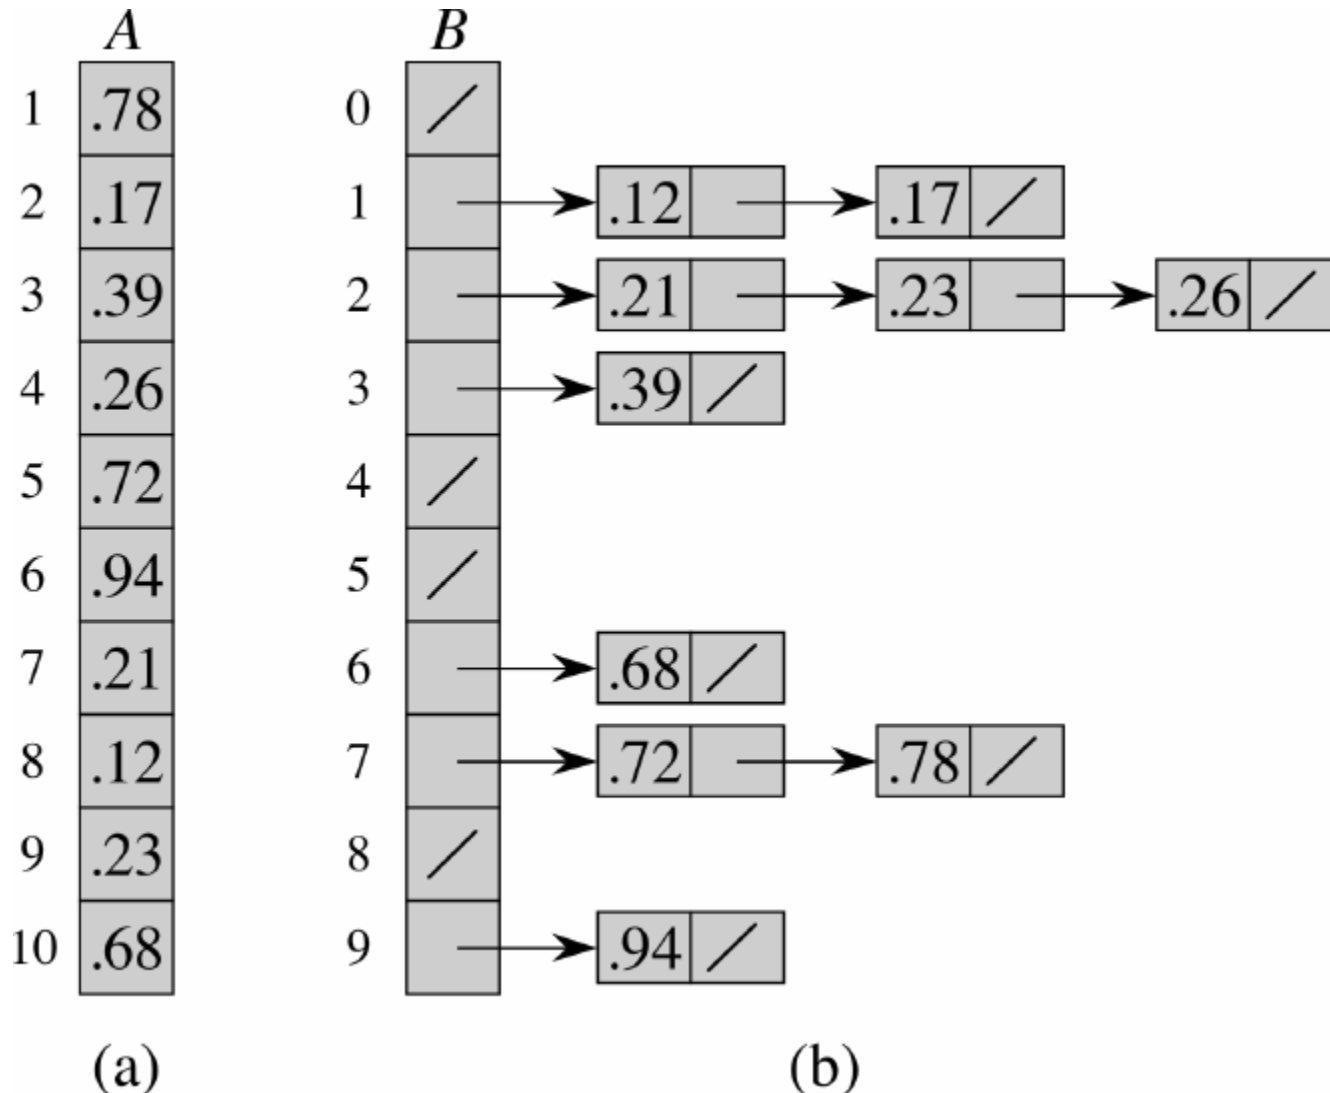 A B
1 .78 0
2 .17 1 .12 .17
3 .39 2 .21 .23 .26
4 .26 3 .39
5 .72 4
6 .94 5
7 .21 6 .68
8 .12 7 .72 .78
9 .23 8
10 .68 9 .94
(a) (b)